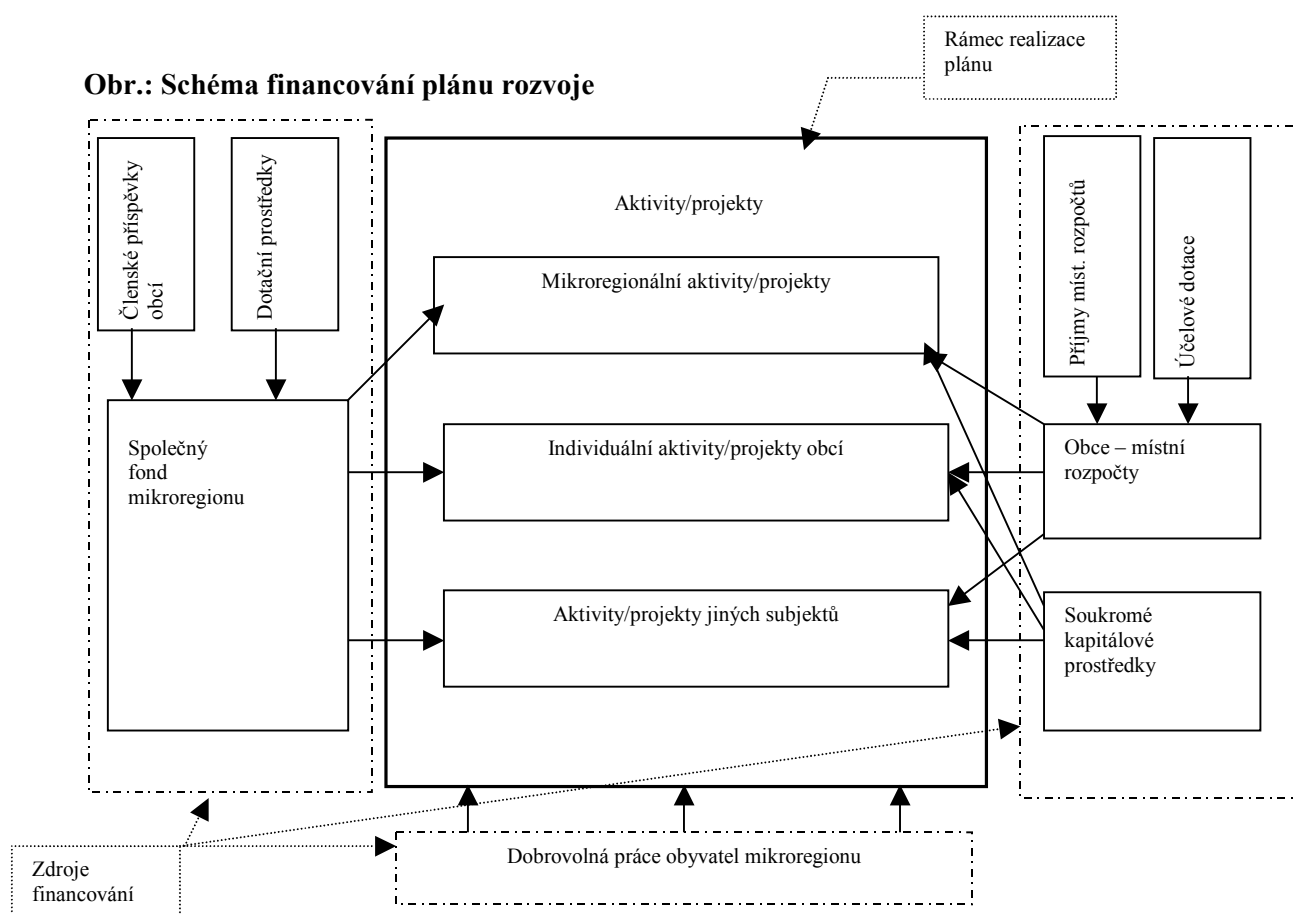 Rámec realizace
plánu
Obr.: Schéma financování plánu rozvoje
Členské příspěvky
obcí
Dotační prostředky
Aktivity/projekty
Příjmy míst. rozpočtů
Účelové dotace
Mikroregionální aktivity/projekty
Společný
fond
mikroregionu
Individuální aktivity/projekty obcí
Obce – místní
rozpočty
Aktivity/projekty jiných subjektů
Soukromé
kapitálové
prostředky
Dobrovolná práce obyvatel mikroregionu
Zdroje
financování